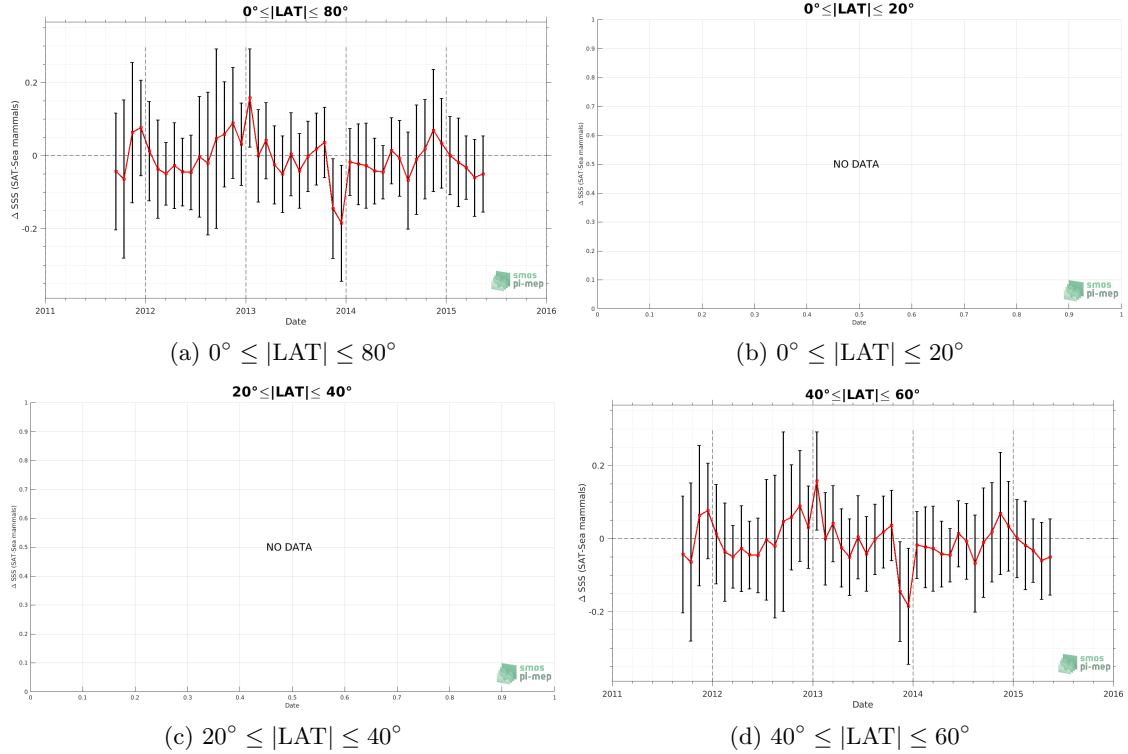 0°≤|LAT|≤ 80°
Δ SSS (SAT-Sea mammals)
0.2
0
-0.2
2011 2012 2013 2014 2015 2016
Date
smos
pi-mep
(a) 0° ≤ |LAT| ≤ 80°
0°≤|LAT|≤ 20°
Δ SSS (SAT-Sea mammals)
1
0.9
0.8
0.7
0.6
0.5
0.4
0.3
0.2
0.1
0
NO DATA
0 0.1 0.2 0.3 0.4 0.5 0.6 0.7 0.8 0.9 1
Date
smos
pi-mep
(b) 0° ≤ |LAT| ≤ 20°
20°≤|LAT|≤ 40°
Δ SSS (SAT-Sea mammals)
1
0.9
0.8
0.7
0.6
0.5
0.4
0.3
0.2
0.1
0
NO DATA
0 0.1 0.2 0.3 0.4 0.5 0.6 0.7 0.8 0.9 1
Date
smos
pi-mep
(c) 20° ≤ |LAT| ≤ 40°
40°≤|LAT|≤ 60°
Δ SSS (SAT-Sea mammals)
0.2
0
-0.2
2011 2012 2013 2014 2015 2016
Date
smos
pi-mep
(d) 40° ≤ |LAT| ≤ 60°